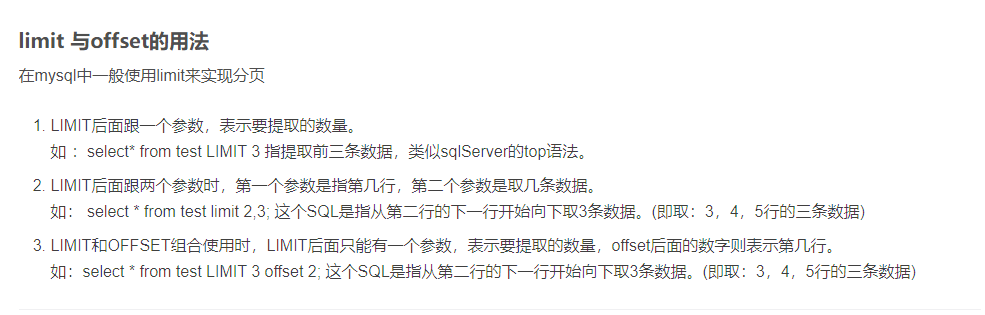 limit 与offset的用法
在mysql中一般使用limit来实现分页
1. LIMIT后面跟一个参数，表示要提取的数量。
如 ：select* from test LIMIT 3 指提取前三条数据，类似sqlServer的top语法。
2. LIMIT后面跟两个参数时，第一个参数是指第几行，第二个参数是取几条数据。
如： select * from test limit 2,3; 这个SQL是指从第二行的下一行开始向下取3条数据。(即取：3，4，5行的三条数据)
3. LIMIT和OFFSET组合使用时，LIMIT后面只能有一个参数，表示要提取的数量，offset后面的数字则表示第几行。
如：select * from test LIMIT 3 offset 2; 这个SQL是指从第二行的下一行开始向下取3条数据。(即取：3，4，5行的三条数据)